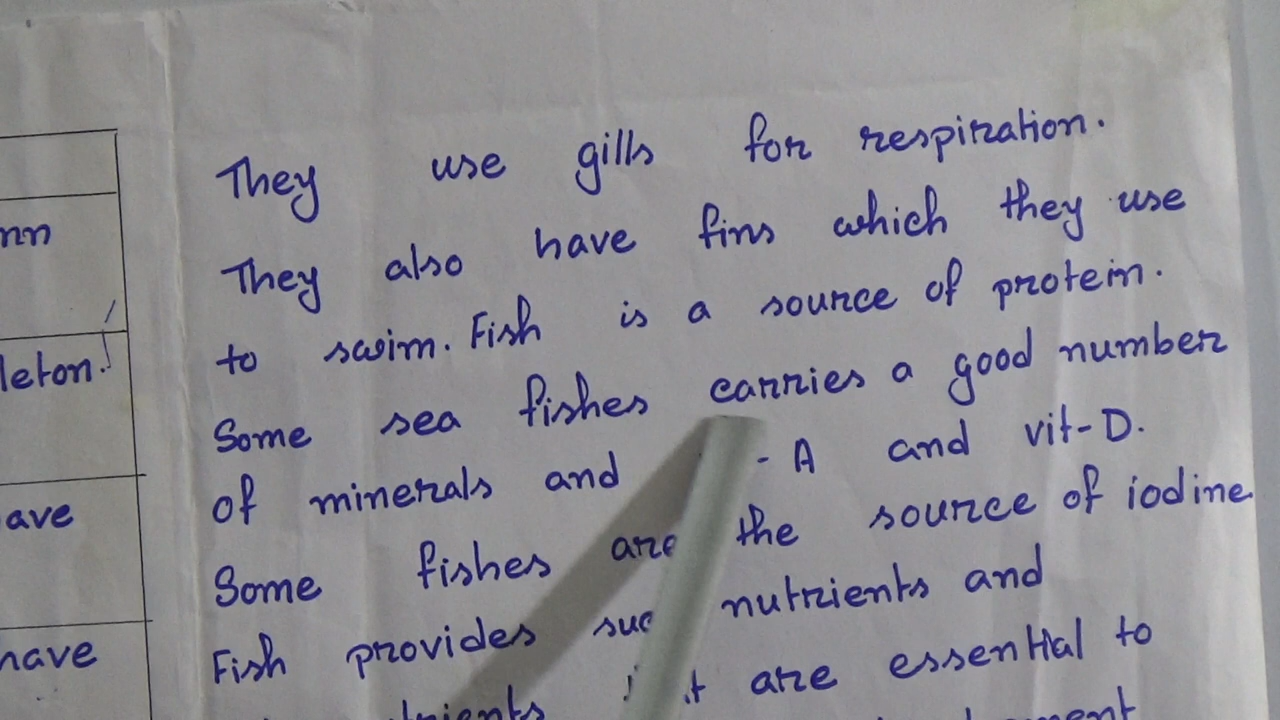 They use gills for respiration.
They also have fins which they use
to swim. Fish is a source of protein.
Some sea fishes carries a good number
of minerals and - A and vit-D.
Some fishes are the source of iodine
Fish provides nutrients and
are essential to
nn
leton.
ave
have